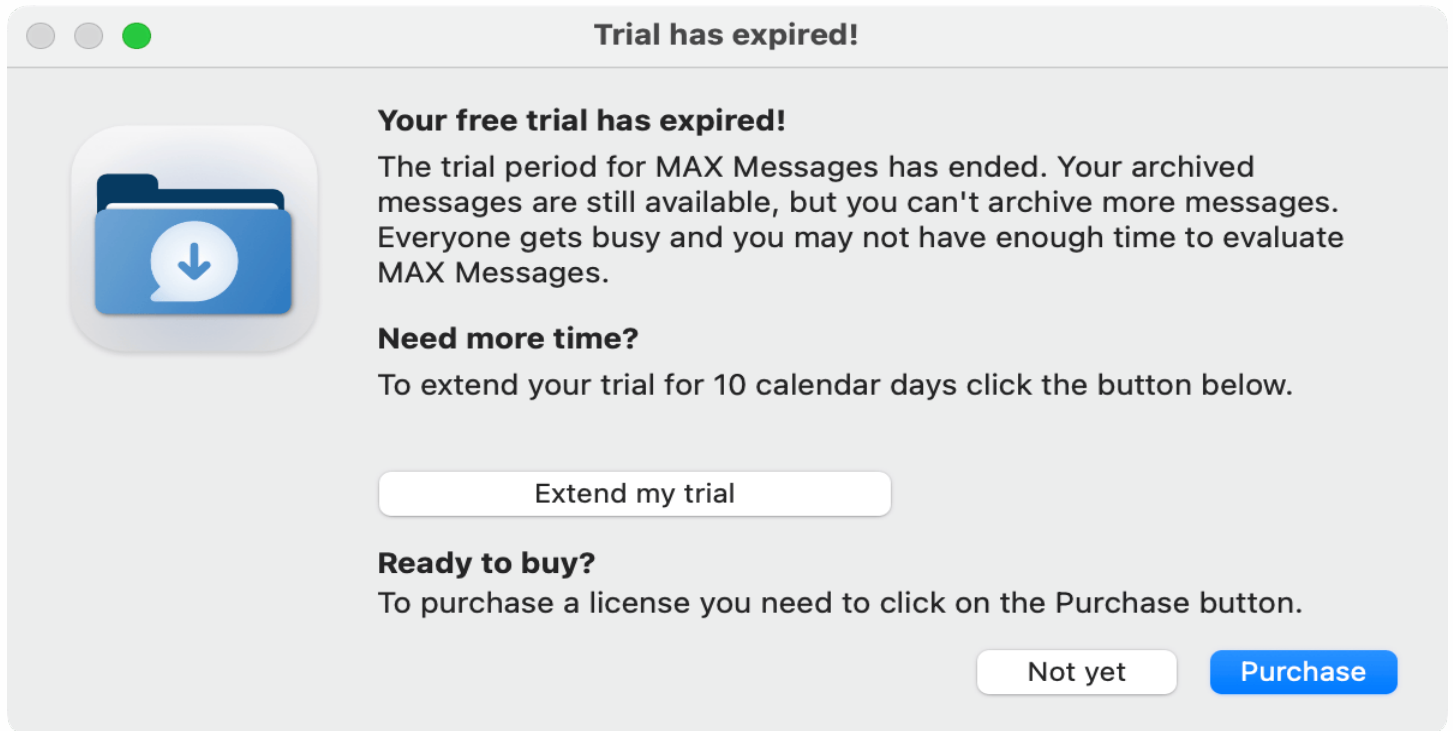 Trial has expired!
Your free trial has expired!
The trial period for MAX Messages has ended. Your archived
messages are still available, but you can't archive more messages.
Everyone gets busy and you may not have enough time to evaluate
MAX Messages.
Need more time?
To extend your trial for 10 calendar days click the button below.
Extend my trial
Ready to buy?
To purchase a license you need to click on the Purchase button.
Not yet
Purchase